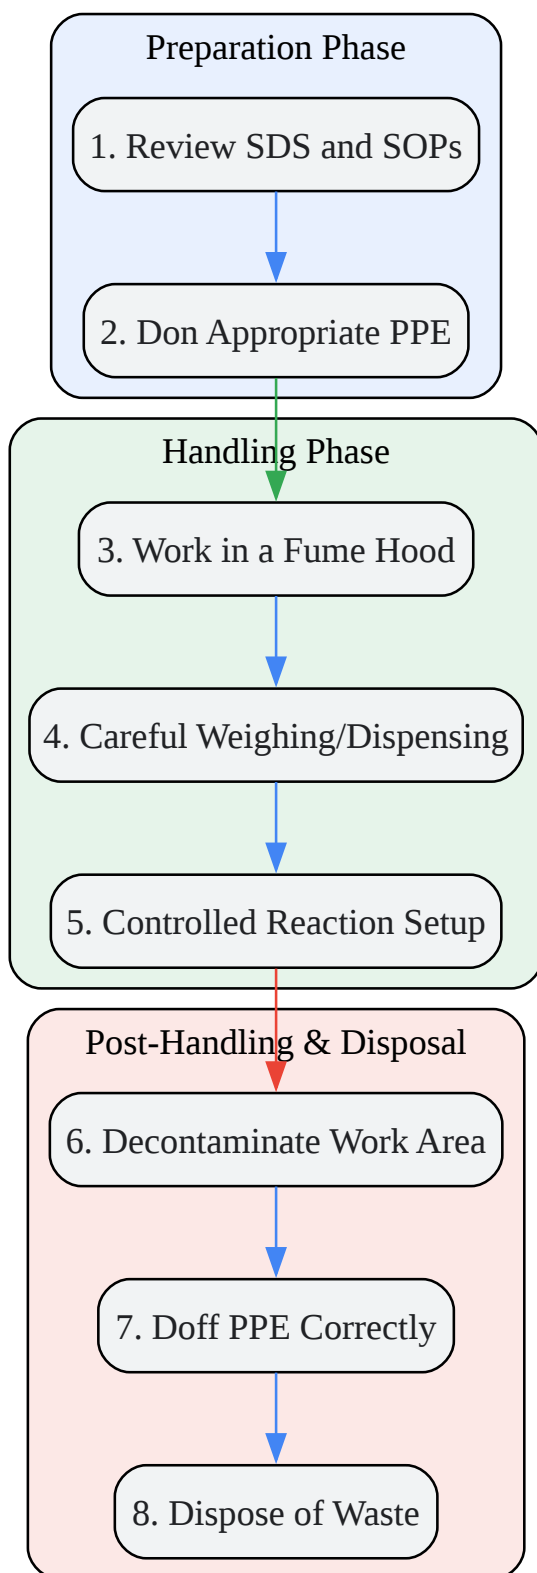 Preparation Phase
1. Review SDS and SOPs
2. Don Appropriate PPE
Handling Phase
3. Work in a Fume Hood
4. Careful Weighing/Dispensing
5. Controlled Reaction Setup
Post-Handling & Disposal
6. Decontaminate Work Area
7. Doff PPE Correctly
8. Dispose of Waste